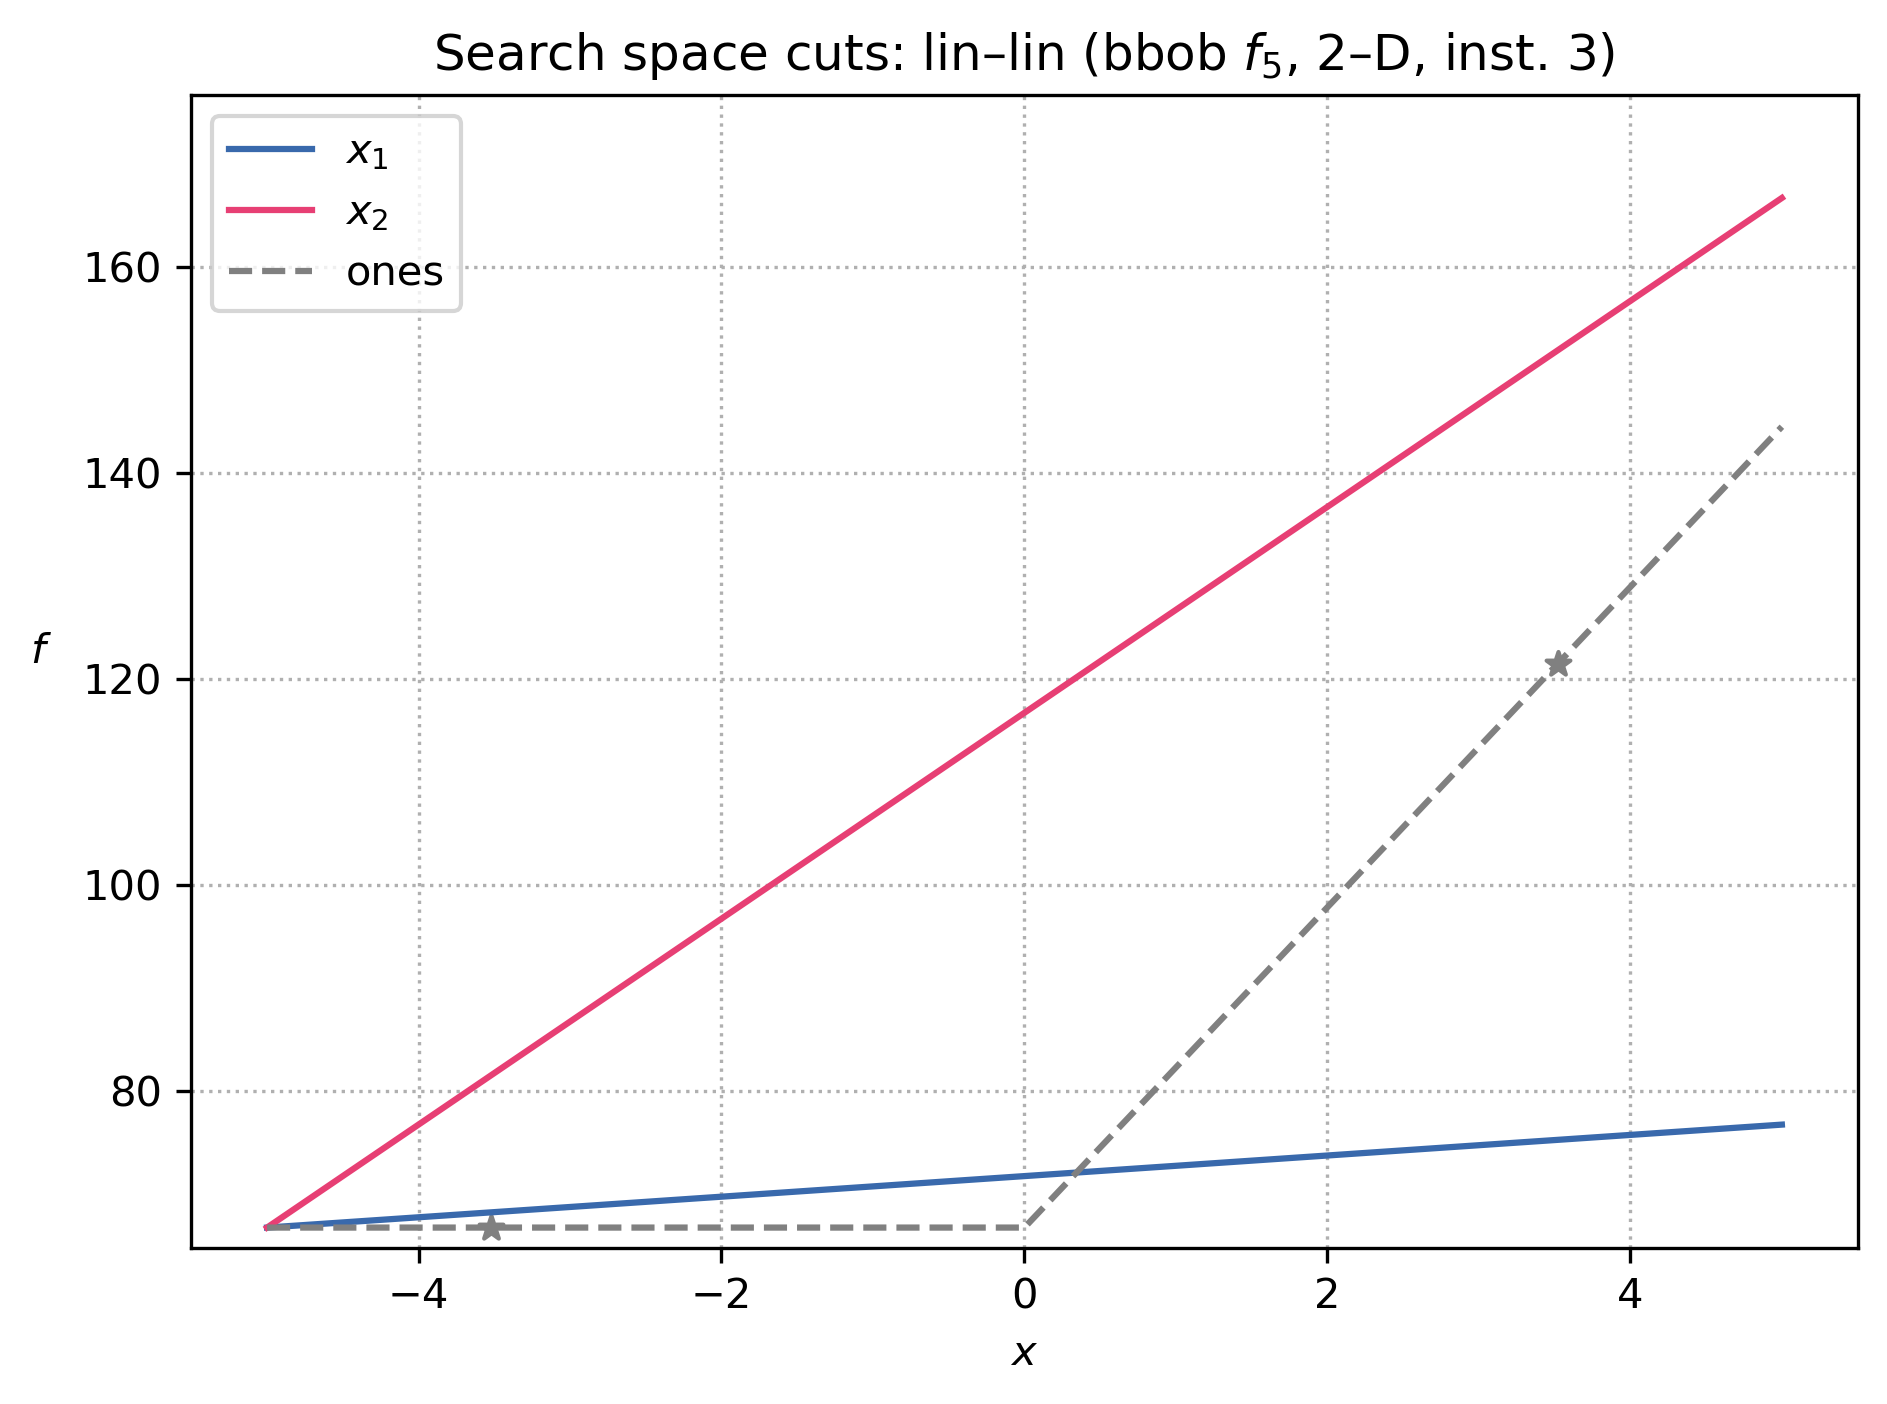 Search space cuts: lin–lin (bbob f₅, 2–D, inst. 3)
x₁
x₂
ones
160
140
120
100
80
f
−4
−2
0
2
4
x